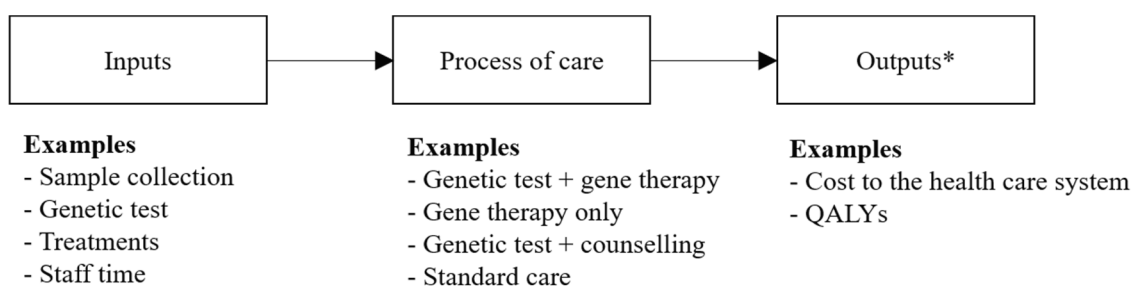 Inputs
Process of care
Outputs*
Examples
- Sample collection
- Genetic test
- Treatments
- Staff time
Examples
- Genetic test + gene therapy
- Gene therapy only
- Genetic test + counselling
- Standard care
Examples
- Cost to the health care system
- QALYs